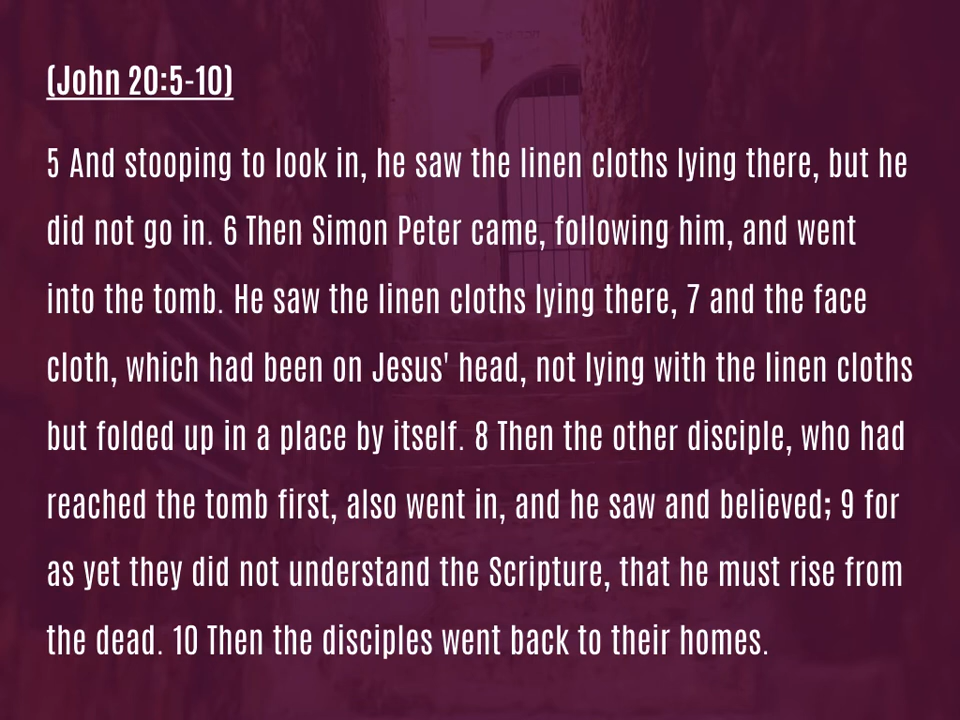 (John 20:5-10)
5 And stooping to look in, he saw the linen cloths lying there, but he
did not go in. 6 Then Simon Peter came, following him, and went
into the tomb. He saw the linen cloths lying there, 7 and the face
cloth, which had been on Jesus' head, not lying with the linen cloths
but folded up in a place by itself. 8 Then the other disciple, who had
reached the tomb first, also went in, and he saw and believed; 9 for
as yet they did not understand the Scripture, that he must rise from
the dead. 10 Then the disciples went back to their homes.